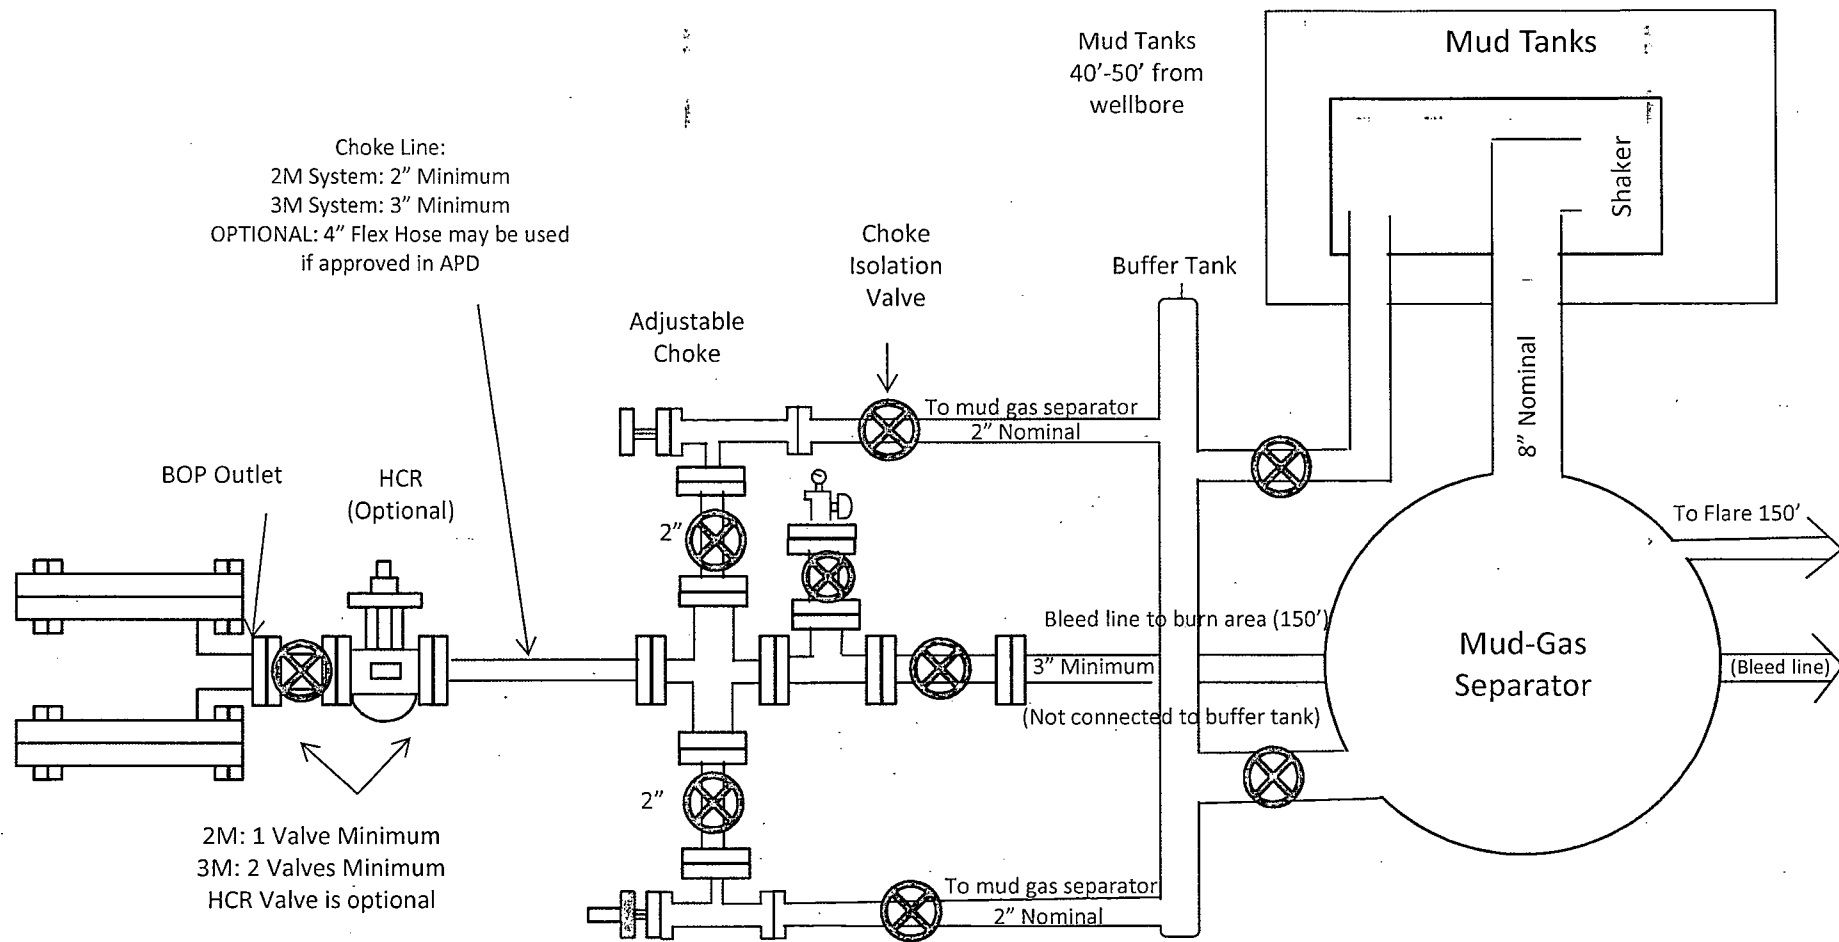 Mud Tanks
40’-50’ from
wellbore
Mud Tanks
Shaker
Choke Line:
2M System: 2” Minimum
3M System: 3” Minimum
OPTIONAL: 4” Flex Hose may be used
if approved in APD
Choke
Isolation
Valve
Buffer Tank
Adjustable
Choke
8” Nominal
To mud gas separator
2” Nominal
BOP Outlet
HCR
(Optional)
2”
To Flare 150’
Bleed line to burn area (150’)
3” Minimum
(Not connected to buffer tank)
Mud-Gas
Separator
(Bleed line)
2”
2M: 1 Valve Minimum
3M: 2 Valves Minimum
HCR Valve is optional
To mud gas separator
2” Nominal